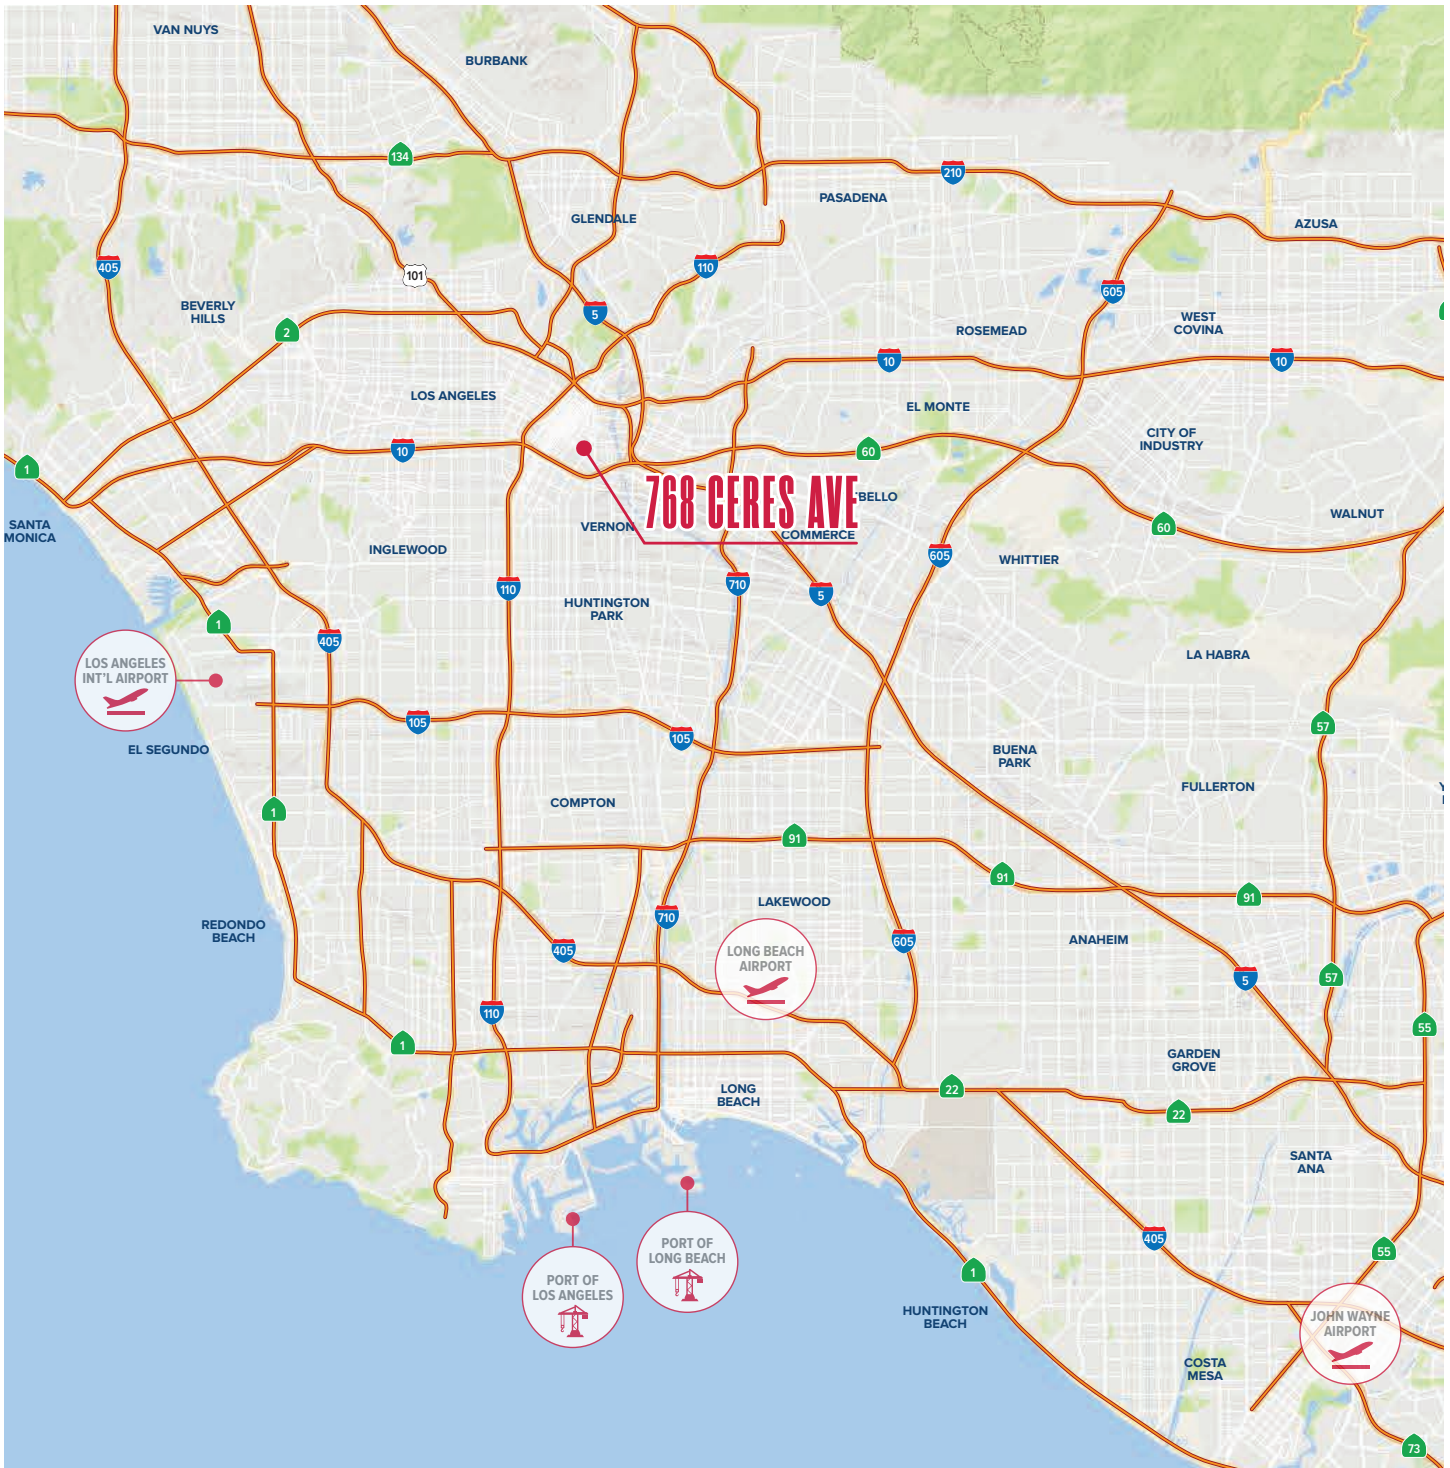 VAN NUYS
BURBANK
134
210
PASADENA
GLENDALE
AZUSA
405
101
110
605
BEVERLY
HILLS
5
2
ROSEMEAD
WEST
COVINA
10
10
LOS ANGELES
EL MONTE
CITY OF
INDUSTRY
10
60
1
768 CERES AVE
BELLO
SANTA
MONICA
VERNON
COMMERCE
60
WALNUT
INGLEWOOD
605
WHITTIER
110
710
5
HUNTINGTON
PARK
1
405
LOS ANGELES
INT'L AIRPORT
LA HABRA
105
105
57
EL SEGUNDO
BUENA
PARK
FULLERTON
COMPTON
1
91
91
91
LAKEWOOD
710
REDONDO
BEACH
605
ANAHEIM
405
LONG BEACH
AIRPORT
5
57
110
55
1
GARDEN
GROVE
LONG
BEACH
22
22
SANTA
ANA
405
55
PORT OF
LONG BEACH
1
PORT OF
LOS ANGELES
HUNTINGTON
BEACH
JOHN WAYNE
AIRPORT
COSTA
MESA
73